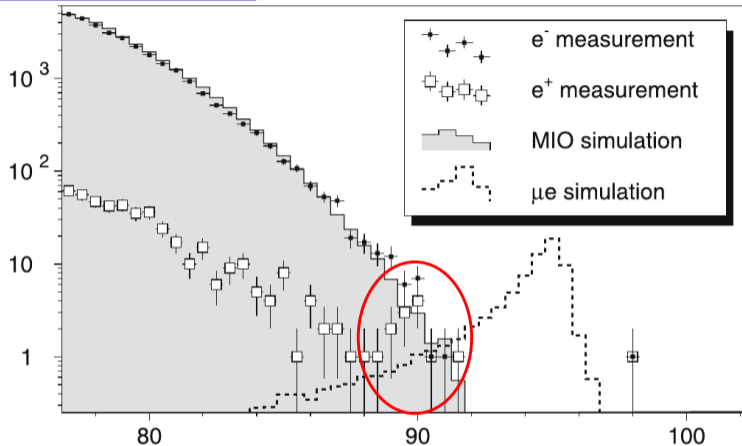 10³
10²
10
1
80
90
100
e⁻ measurement
e⁺ measurement
MIO simulation
μe simulation